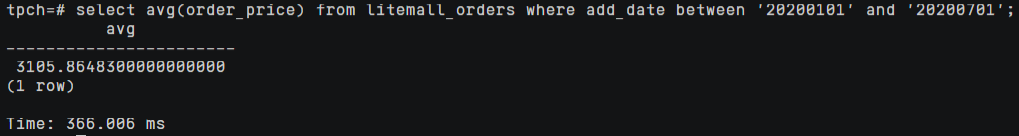 tpch=# select avg(order_price) from litemall_orders where add_date between '20200101' and '20200701';
avg
-----------------------
3105.8648300000000000
(1 row)
Time: 366.006 ms